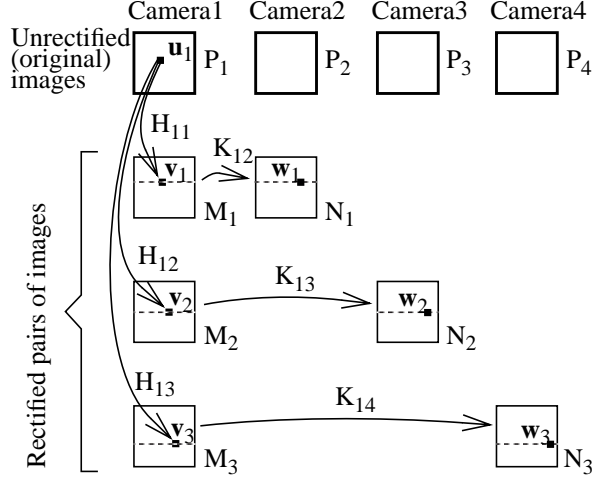 Camera1 Camera2 Camera3 Camera4
Unrectified
(original)
images
u1 P1 P2 P3 P4
H11
K12
v1 w1
M1 N1
H12
K13
v2 w2
M2 N2
H13
K14
v3 w3
M3 N3
Rectified pairs of images